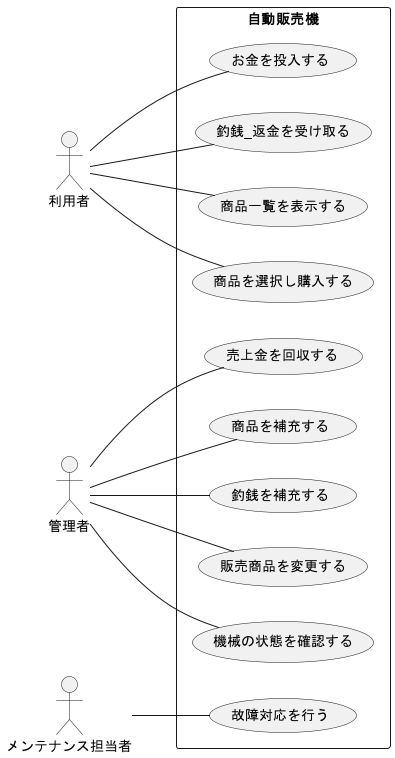 自動販売機
お金を投入する
釣銭_返金を受け取る
利用者
商品一覧を表示する
商品を選択し購入する
売上金を回収する
商品を補充する
釣銭を補充する
管理者
販売商品を変更する
機械の状態を確認する
故障対応を行う
メンテナンス担当者